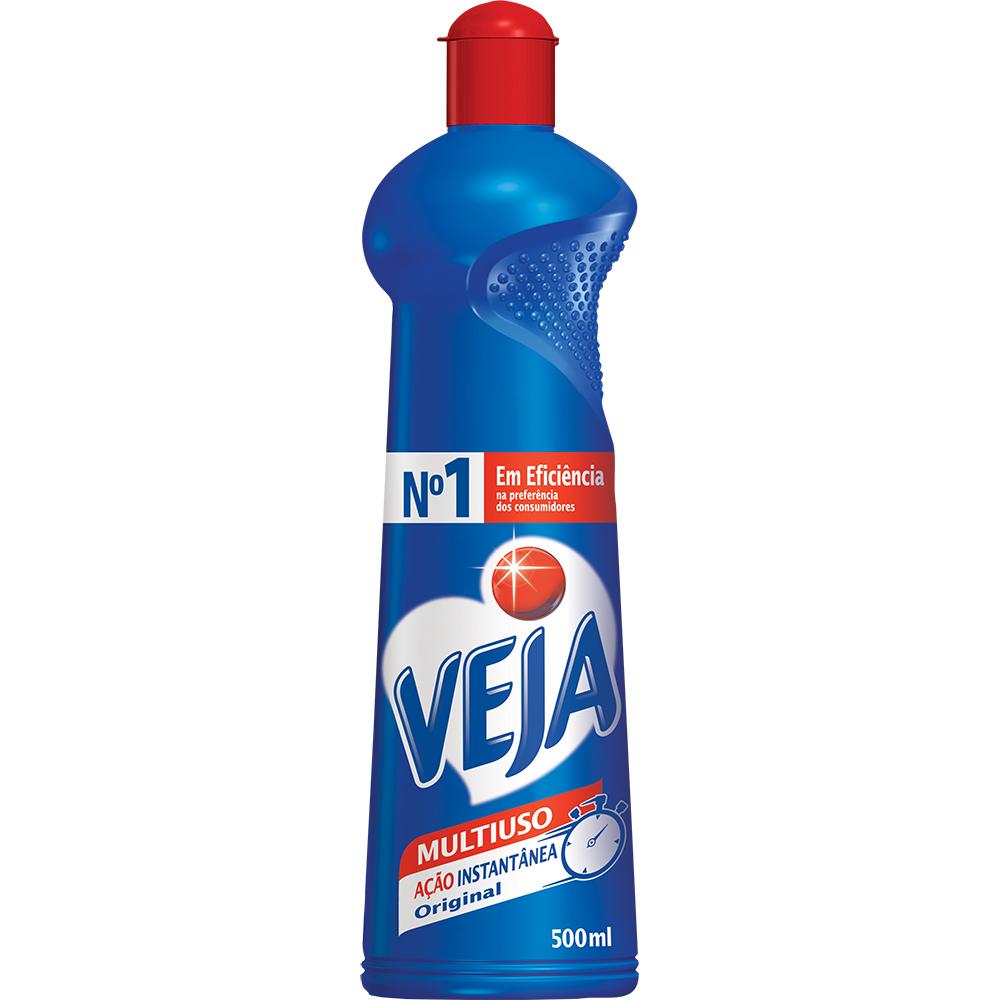 Nº1
Em Eficiência
na preferência
dos consumidores
VEJA
MULTIUSO
AÇÃO INSTANTÂNEA
Original
500ml